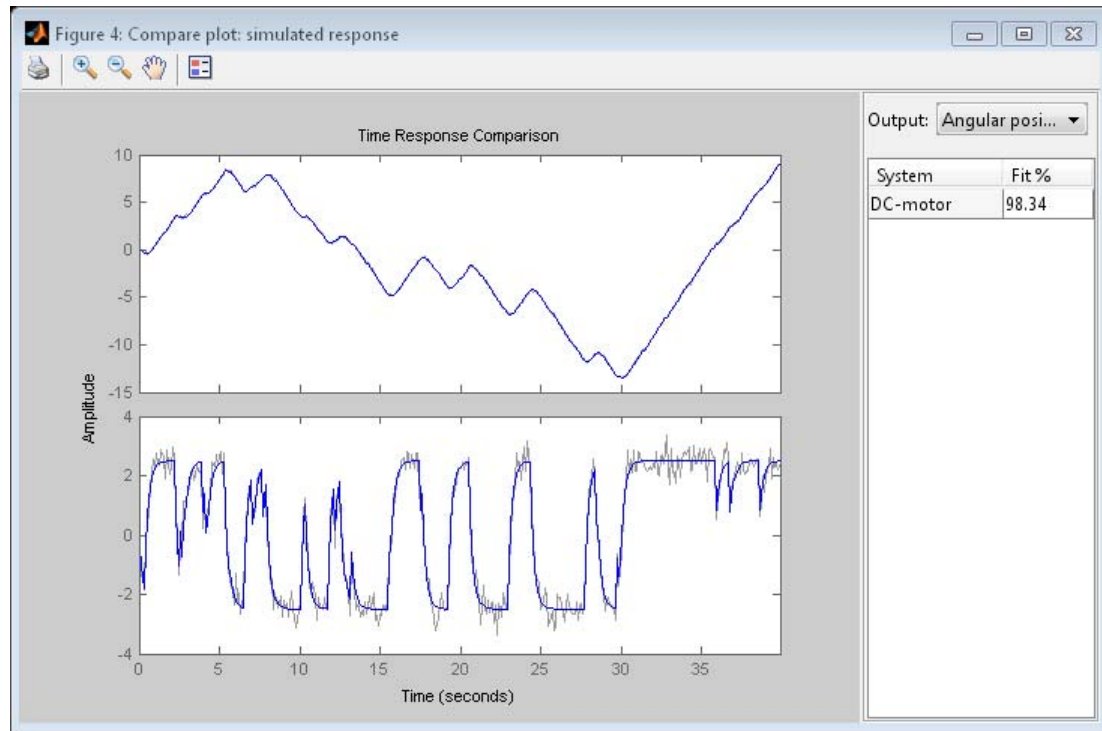 Figure 4: Compare plot: simulated response
Output: Angular posi...
System Fit %
DC-motor 98.34
Time Response Comparison
Amplitude
10
5
0
-5
-10
-15
4
2
0
-2
-4
0 5 10 15 20 25 30 35
Time (seconds)